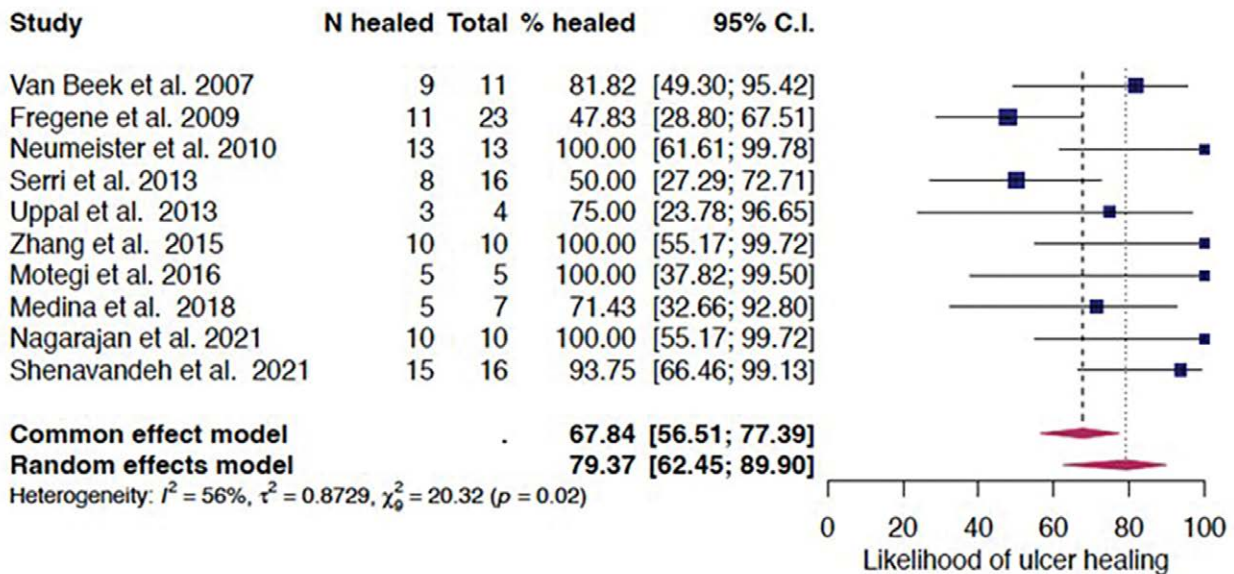 Study N healed Total % healed 95% C.I.
Van Beek et al. 2007 9 11 81.82 [49.30; 95.42]
Fregene et al. 2009 11 23 47.83 [28.80; 67.51]
Neumeister et al. 2010 13 13 100.00 [61.61; 99.78]
Serri et al. 2013 8 16 50.00 [27.29; 72.71]
Uppal et al. 2013 3 4 75.00 [23.78; 96.65]
Zhang et al. 2015 10 10 100.00 [55.17; 99.72]
Motegi et al. 2016 5 5 100.00 [37.82; 99.50]
Medina et al. 2018 5 7 71.43 [32.66; 92.80]
Nagarajan et al. 2021 10 10 100.00 [55.17; 99.72]
Shenavandeh et al. 2021 15 16 93.75 [66.46; 99.13]
Common effect model . 67.84 [56.51; 77.39]
Random effects model 79.37 [62.45; 89.90]
Heterogeneity: I² = 56%, τ² = 0.8729, χ²₉ = 20.32 (p = 0.02)
0 20 40 60 80 100
Likelihood of ulcer healing